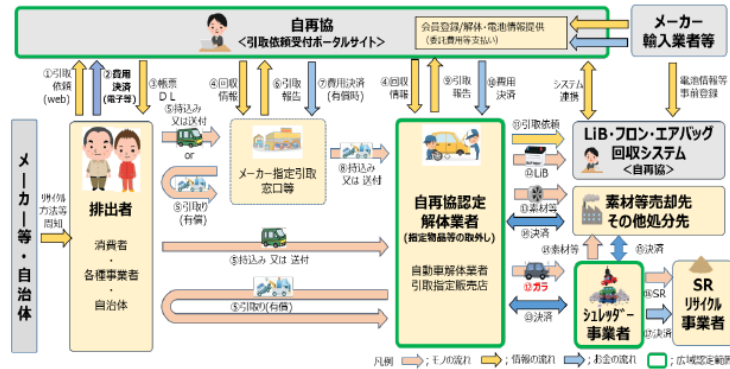 自再協
<引取依頼受付ポータルサイト>
会員登録/解体・電池情報提供
(委託費用等支払い)
メーカー
輸入業者等
①引取
依頼
(web)
②費用
決済
(電子等)
③帳票
DL
④回収
情報
⑥引取
報告
⑦費用決済
(有償時)
④回収
情報
⑨引取
報告
⑩費用
決済
システム
連携
電池情報等
事前登録
⑤持込み
又は送付
or
メーカー指定引取
窓口等
⑧持込み
又は 送付
⑤引取り
(有償)
⑪引取依頼
⑫LiB
⑬素材等
⑭決済
LiB・フロン・エアバッグ
回収システム
<自再協>
メーカー等・自治体
リサイクル
方法等
周知
排出者
消費者
・
各種事業者
・
自治体
自再協認定
解体業者
(指定物品等の取外し)
自動車解体業者
引取指定販売店
素材等売却先
その他処分先
⑤持込み 又は 送付
⑤引取り(有償)
⑫ガラ
⑬決済
⑭素材等
⑮決済
シュレッダー
事業者
⑯SR
⑰決済
SR
リサイクル
事業者
凡例
;モノの流れ
;情報の流れ
;お金の流れ
;広域認定範囲